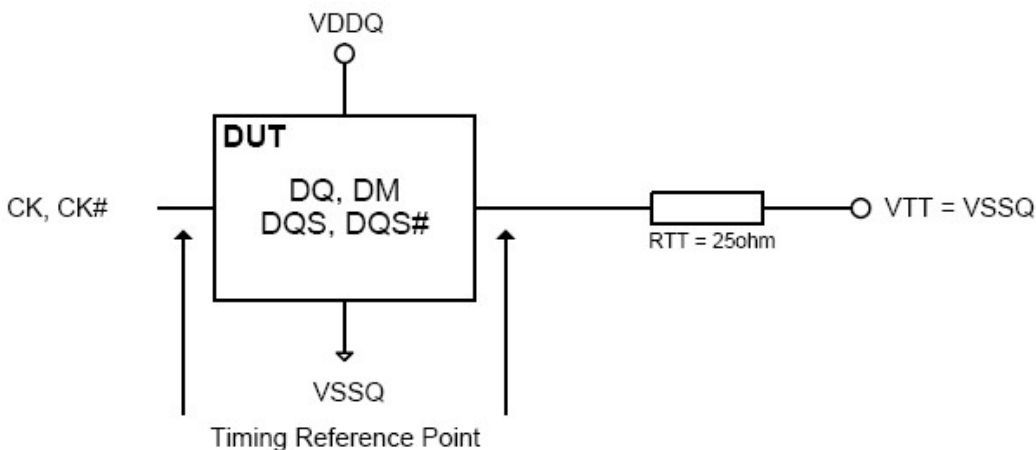 VDDQ
DUT
DQ, DM
DQS, DQS#
CK, CK#
VTT = VSSQ
RTT = 25ohm
VSSQ
Timing Reference Point